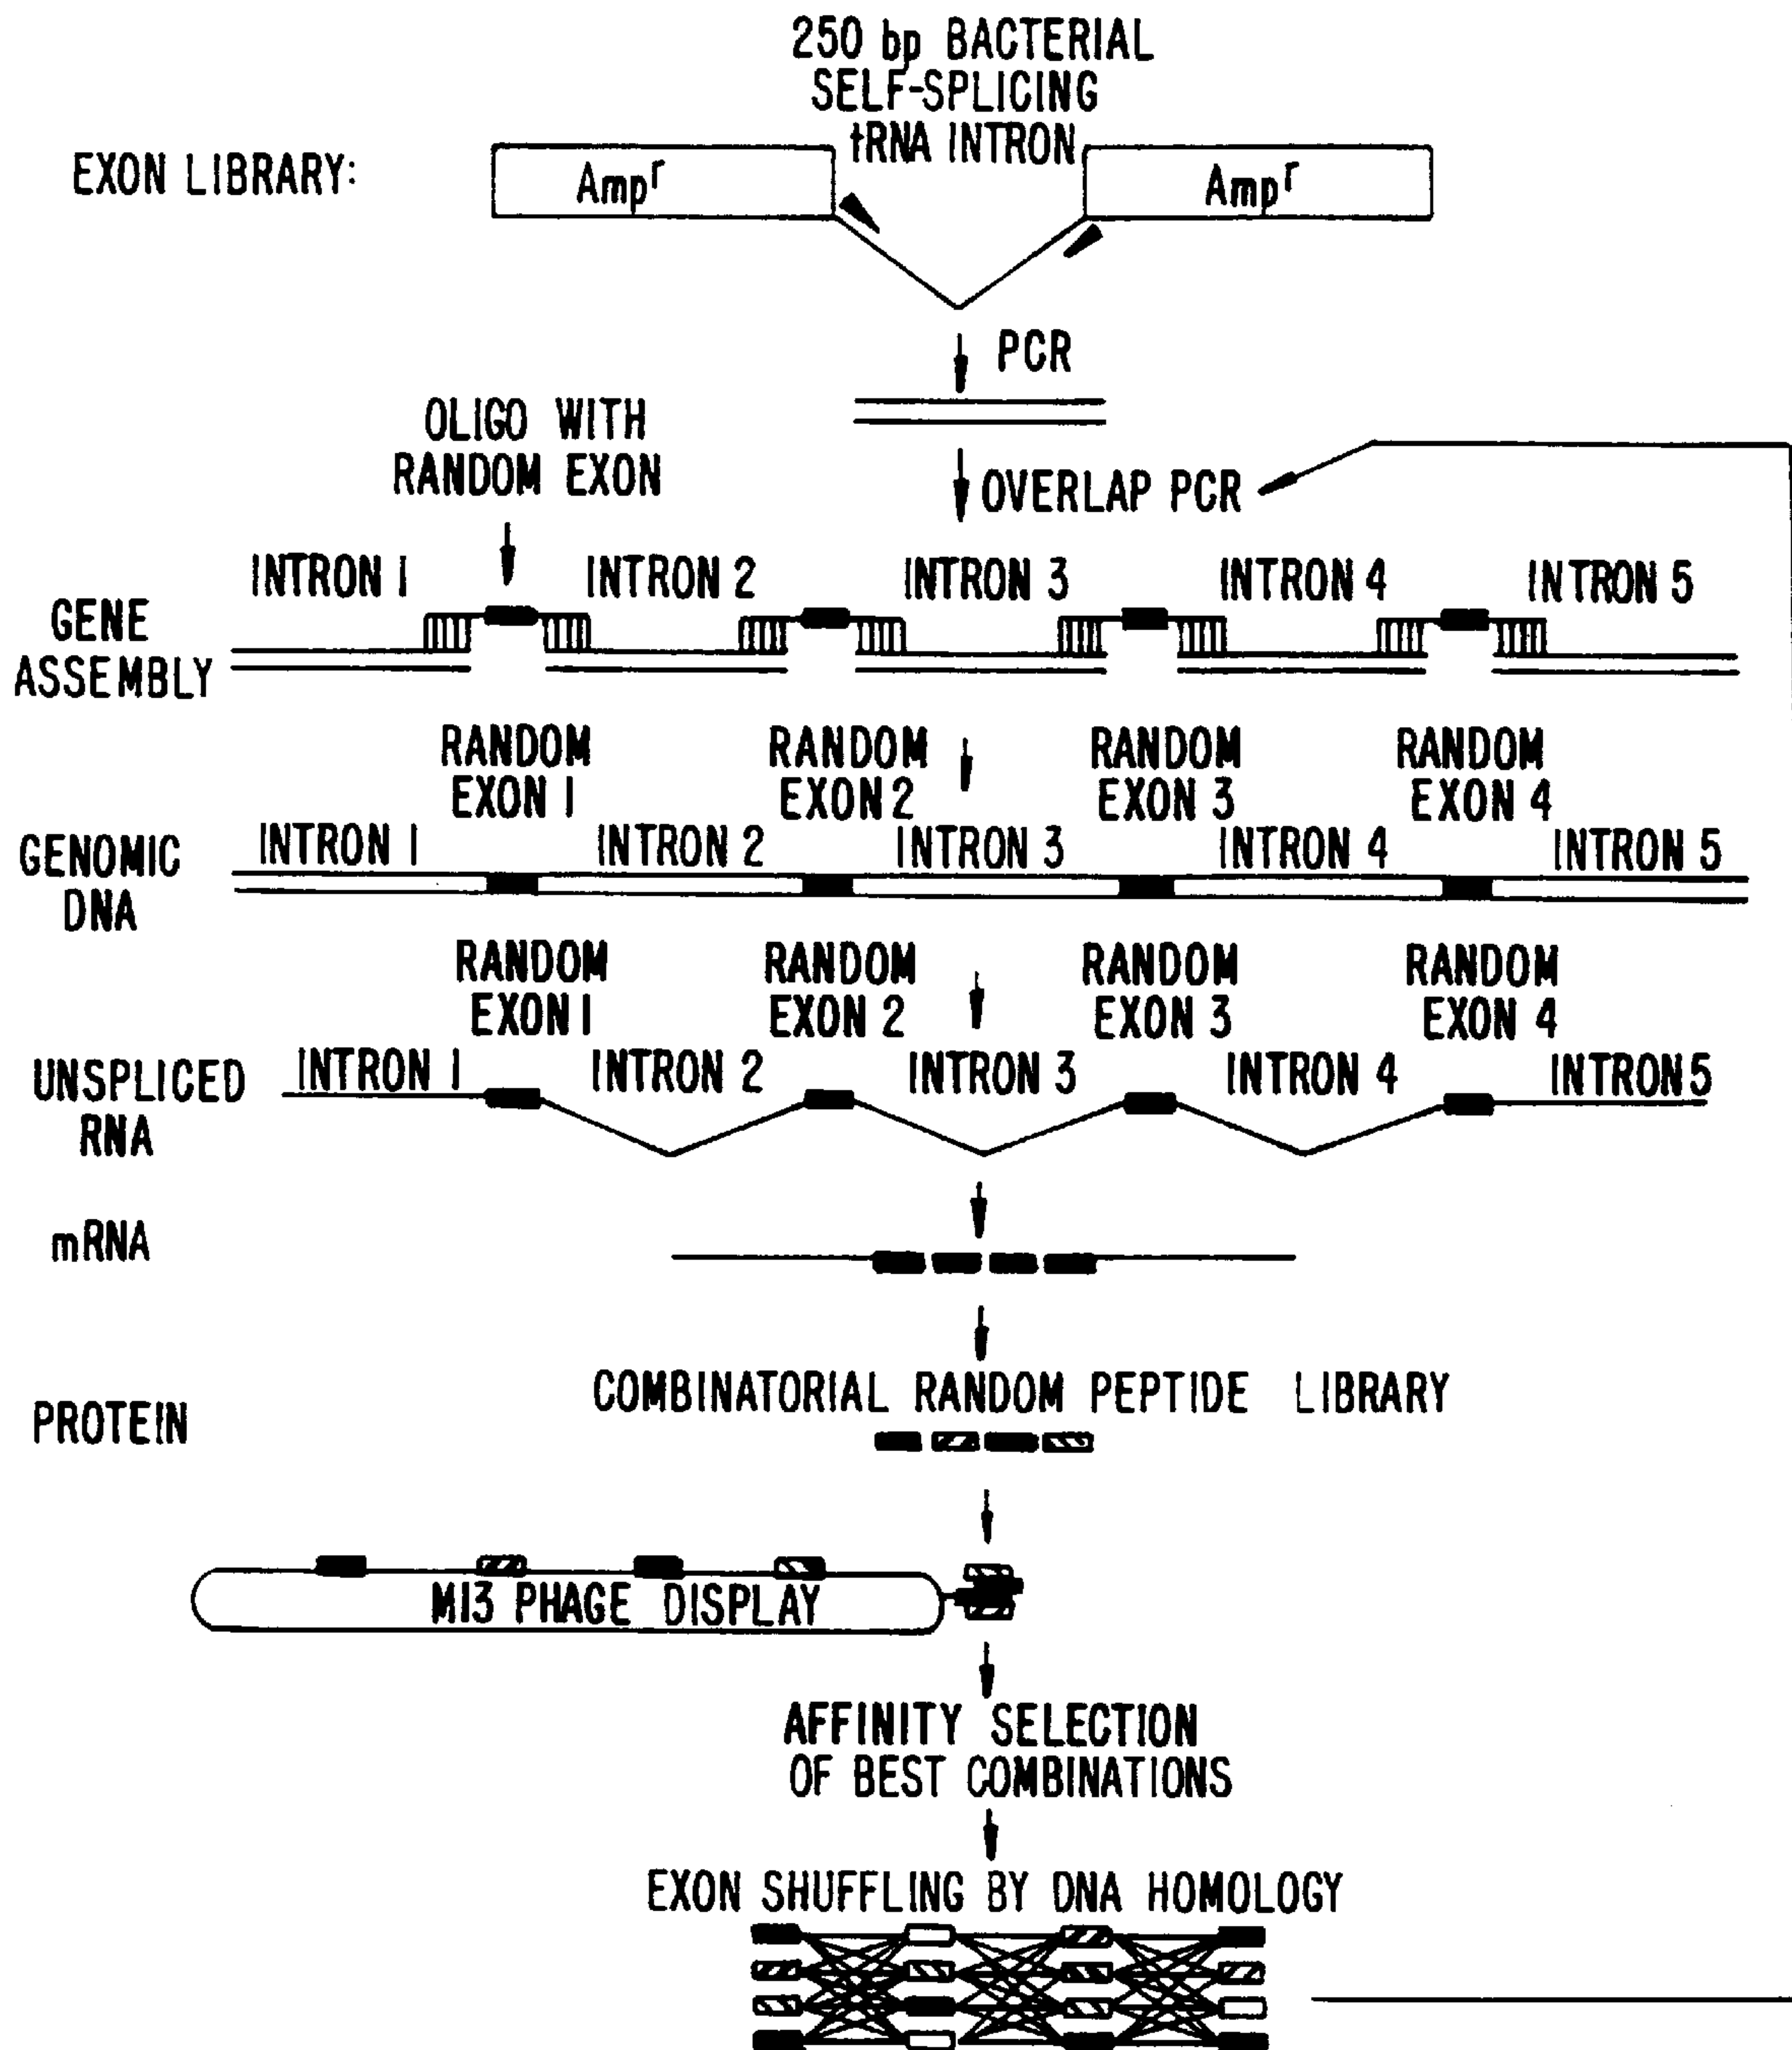 250 bp BACTERIAL
SELF-SPLICING
tRNA INTRON
EXON LIBRARY:
Ampr
Ampr
PCR
OLIGO WITH
RANDOM EXON
OVERLAP PCR
INTRON 1
INTRON 2
INTRON 3
INTRON 4
INTRON 5
GENE
ASSEMBLY
RANDOM
EXON 1
RANDOM
EXON 2
RANDOM
EXON 3
RANDOM
EXON 4
GENOMIC
DNA
INTRON 1
INTRON 2
INTRON 3
INTRON 4
INTRON 5
RANDOM
EXON 1
RANDOM
EXON 2
RANDOM
EXON 3
RANDOM
EXON 4
UNSPLICED
RNA
INTRON 1
INTRON 2
INTRON 3
INTRON 4
INTRON 5
mRNA
COMBINATORIAL RANDOM PEPTIDE LIBRARY
PROTEIN
M13 PHAGE DISPLAY
AFFINITY SELECTION
OF BEST COMBINATIONS
EXON SHUFFLING BY DNA HOMOLOGY